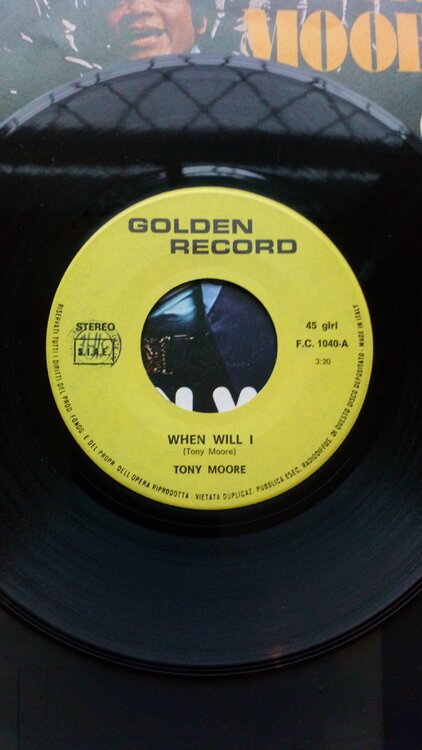 MOOR
GOLDEN
RECORD
STEREO
S.I.A.E.
45 giri
F.C. 1040-A
3:20
WHEN WILL I
(Tony Moore)
TONY MOORE
RISERVATI TUTTI I DIRITTI DEL PROD. FONOG. E DEL PROPR. DELL'OPERA RIPRODOTTA - VIETATA DUPLICAZ. PUBBLICA ESEC. RADIODIFFUS. DI QUESTO DISCO DEPOSITATO - MADE IN ITALY